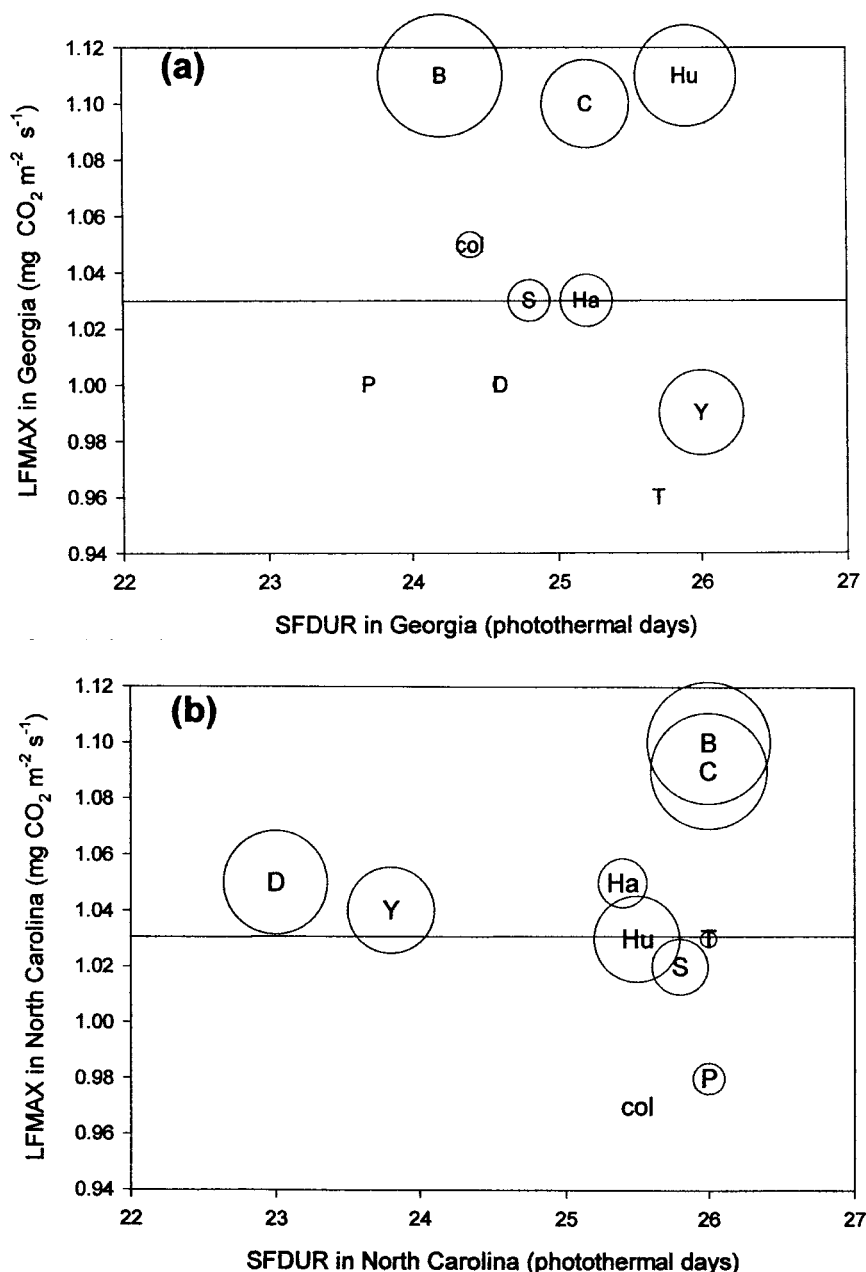 (a)
LFMAX in Georgia (mg CO2 m-2 s-1)
1.12
1.10
1.08
1.06
1.04
1.02
1.00
0.98
0.96
0.94
B
C
Hu
col
S
Ha
P
D
Y
T
22 23 24 25 26 27
SFDUR in Georgia (photothermal days)
(b)
LFMAX in North Carolina (mg CO2 m-2 s-1)
1.12
1.10
1.08
1.06
1.04
1.02
1.00
0.98
0.96
0.94
B
C
D
Ha
Y
Hu
T
S
P
col
22 23 24 25 26 27
SFDUR in North Carolina (photothermal days)